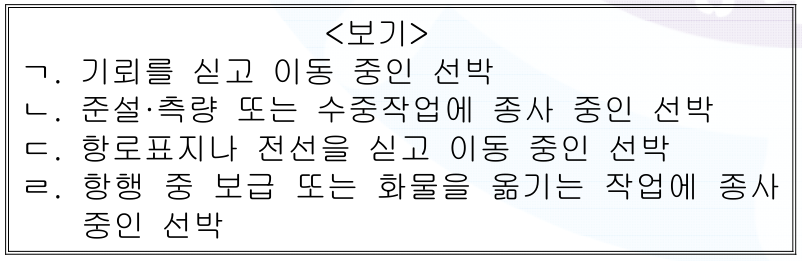 <보기>
ㄱ. 기뢰를 싣고 이동 중인 선박
ㄴ. 준설·측량 또는 수중작업에 종사 중인 선박
ㄷ. 항로표지나 전선을 싣고 이동 중인 선박
ㄹ. 항행 중 보급 또는 화물을 옮기는 작업에 종사
중인 선박